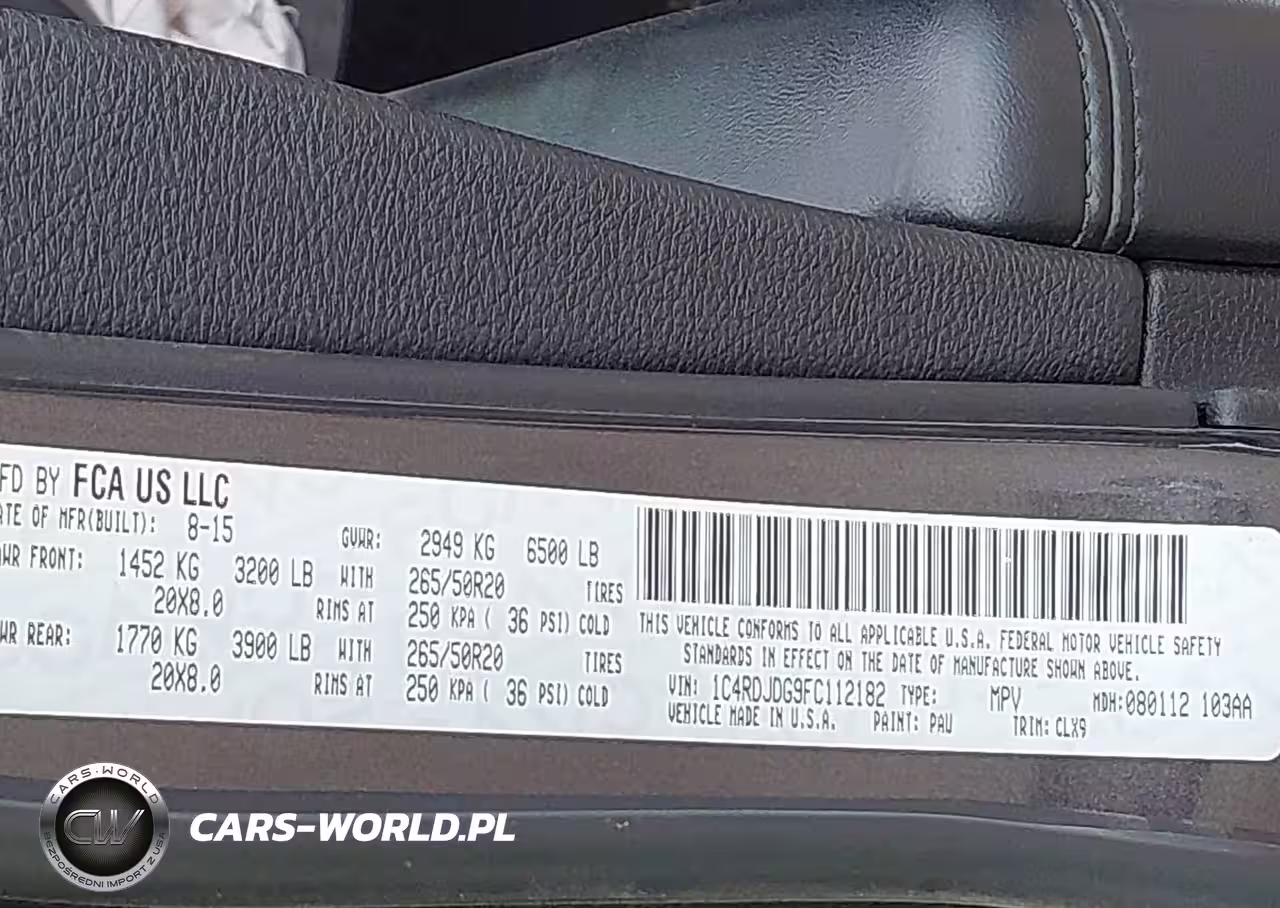 FD BY FCA US LLC
ATE OF MFR(BUILT): 8-15
GVWR: 2949 KG 6500 LB
AWR FRONT: 1452 KG 3200 LB WITH 265/50R20 TIRES
20X8.0 RIMS AT 250 KPA ( 36 PSI) COLD
WR REAR: 1770 KG 3900 LB WITH 265/50R20 TIRES
20X8.0 RIMS AT 250 KPA ( 36 PSI) COLD
THIS VEHICLE CONFORMS TO ALL APPLICABLE U.S.A. FEDERAL MOTOR VEHICLE SAFETY
STANDARDS IN EFFECT ON THE DATE OF MANUFACTURE SHOWN ABOVE.
VIN: 1C4RDJDG9FC112182 TYPE: MPV MDH:080112 103AA
VEHICLE MADE IN U.S.A. PAINT: PAU TRIM: CLX9
CARS-WORLD
CW
BEZPOŚREDNI IMPORT Z USA
CARS-WORLD.PL